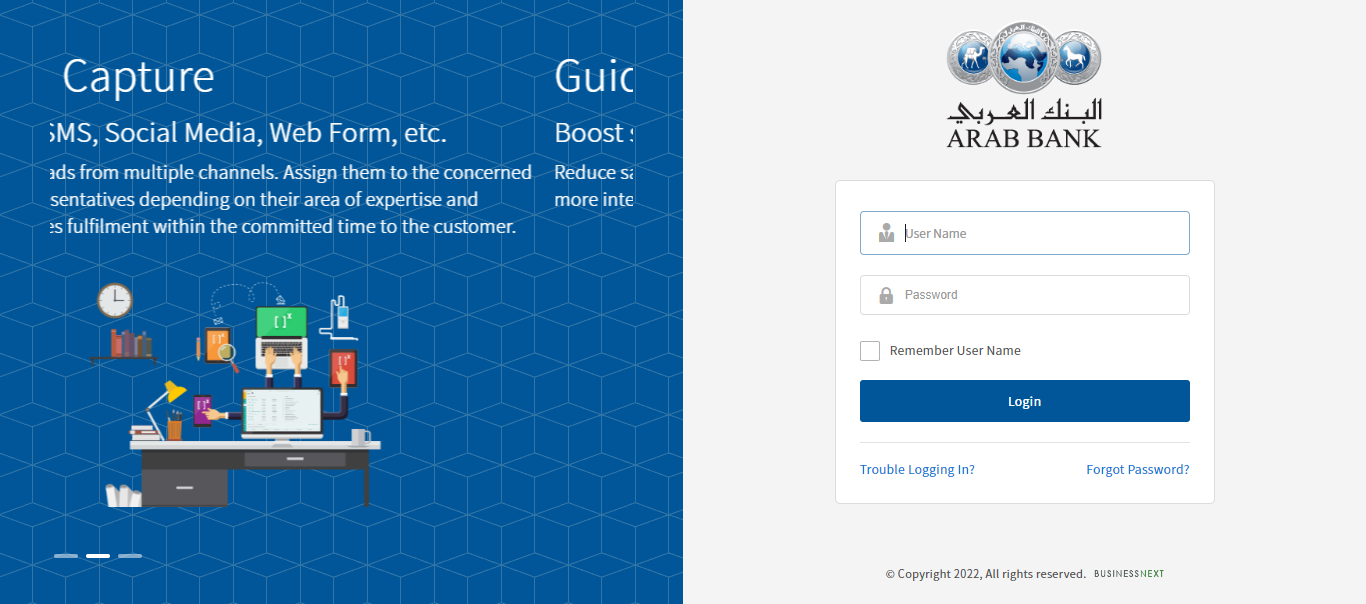 Capture
SMS, Social Media, Web Form, etc.
ads from multiple channels. Assign them to the concerned
sentatives depending on their area of expertise and
es fulfilment within the committed time to the customer.
Guid
Boost s
Reduce sa
more inte
البنك العربي
ARAB BANK
User Name
Password
Remember User Name
Login
Trouble Logging In?
Forgot Password?
© Copyright 2022, All rights reserved. BUSINESSNEXT